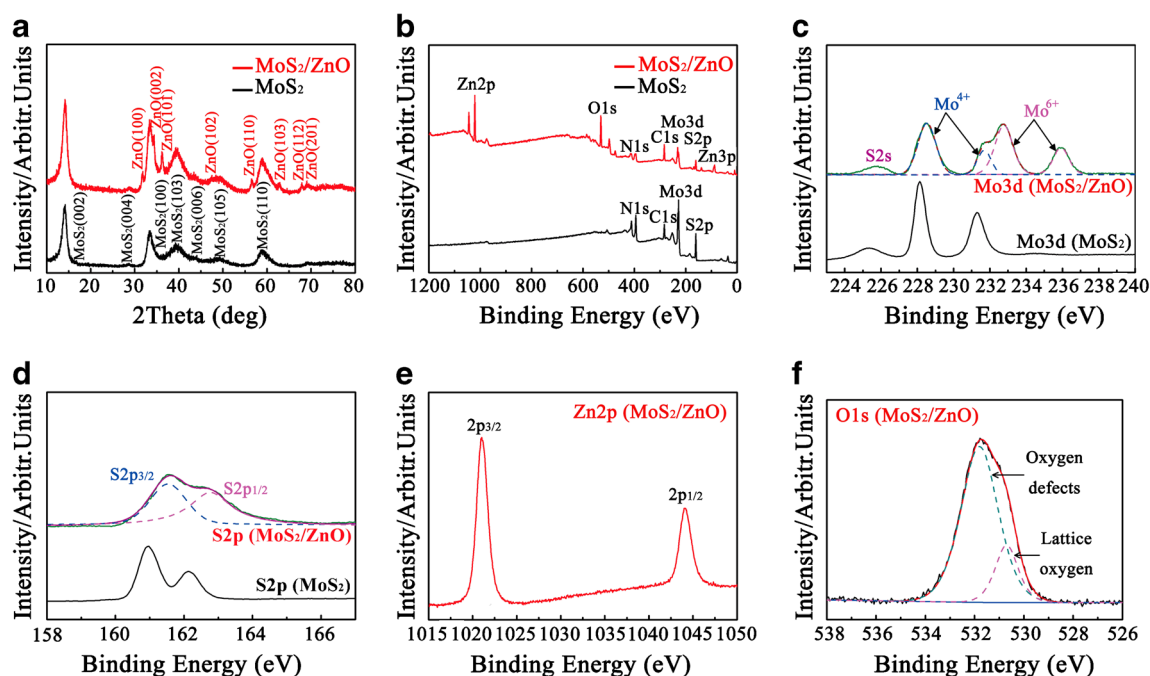 a
Intensity/Arbitr.Units
MoS₂/ZnO
MoS₂
ZnO(100)
ZnO(002)
ZnO(101)
ZnO(102)
ZnO(110)
ZnO(103)
ZnO(112)
ZnO(201)
MoS₂(002)
MoS₂(004)
MoS₂(100)
MoS₂(103)
MoS₂(006)
MoS₂(105)
MoS₂(110)
10 20 30 40 50 60 70 80
2Theta (deg)
b
Intensity/Arbitr.Units
MoS₂/ZnO
MoS₂
Zn2p
O1s
N1s
C1s
Mo3d
S2p
Zn3p
Mo3d
N1s
C1s
S2p
1200 1000 800 600 400 200 0
Binding Energy (eV)
c
Intensity/Arbitr.Units
Mo⁴⁺
Mo⁶⁺
S2s
Mo3d (MoS₂/ZnO)
Mo3d (MoS₂)
224 226 228 231 232 234 236 238 240
Binding Energy (eV)
d
Intensity/Arbitr.Units
S2p3/2
S2p1/2
S2p (MoS₂/ZnO)
S2p (MoS₂)
158 160 162 164 166
Binding Energy (eV)
e
Intensity/Arbitr.Units
Zn2p (MoS₂/ZnO)
2p3/2
2p1/2
1015 1020 1025 1030 1035 1040 1045 1050
Binding Energy (eV)
f
Intensity/Arbitr.Units
O1s (MoS₂/ZnO)
Oxygen
defects
Lattice
oxygen
538 536 534 532 530 528 526
Binding Energy (eV)